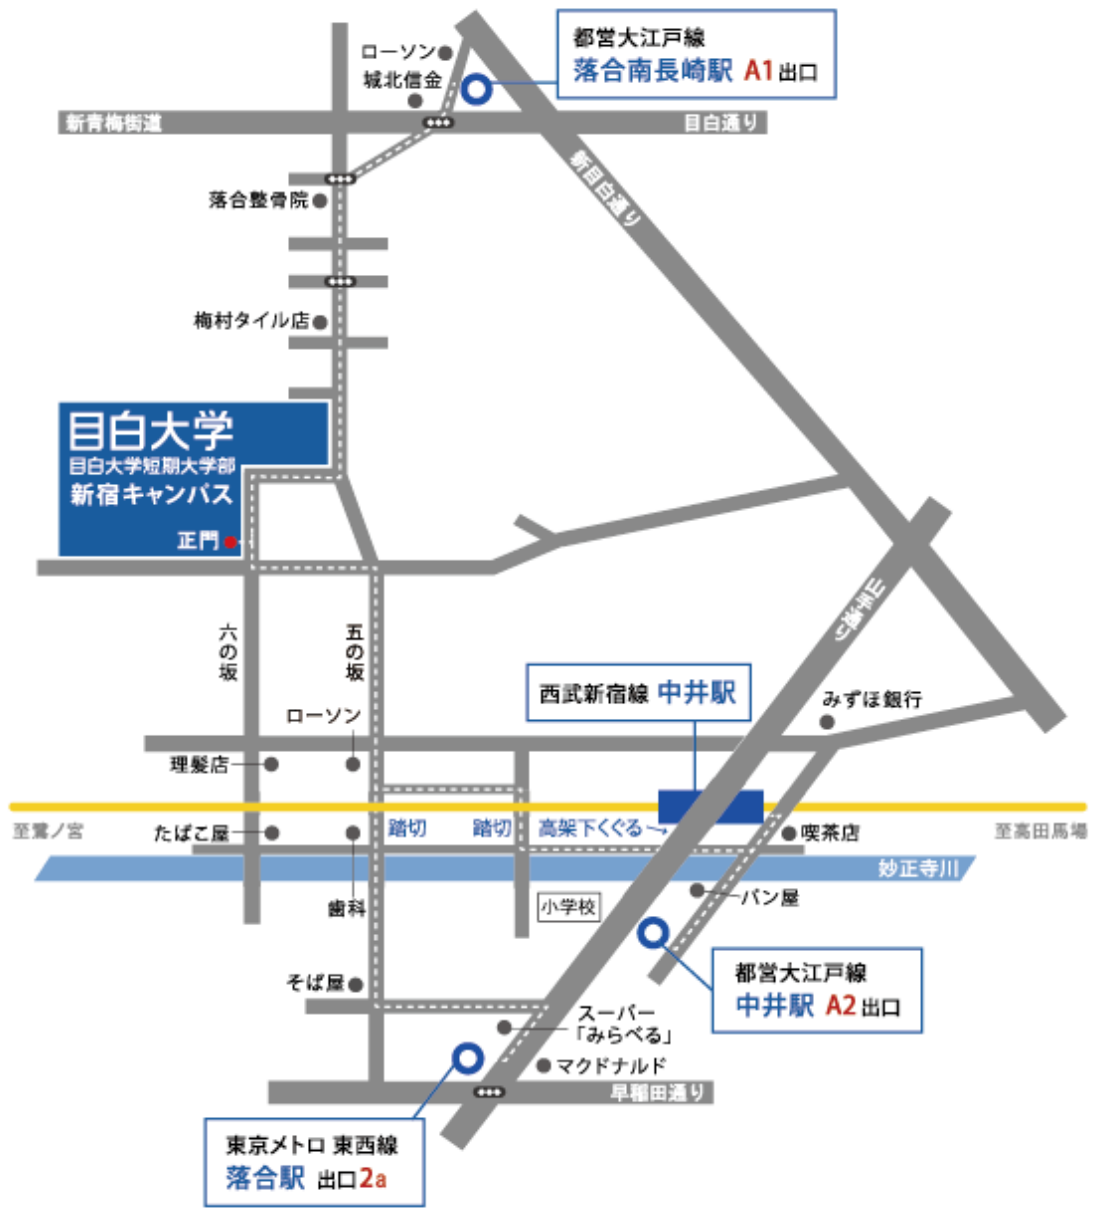 都営大江戸線
落合南長崎駅 A1出口
ローソン
城北信金
新青梅街道
目白通り
新目白通り
落合整骨院
梅村タイル店
目白大学
目白大学短期大学部
新宿キャンパス
正門
山手通り
六の坂
五の坂
西武新宿線 中井駅
みずほ銀行
ローソン
理髪店
至鷺ノ宮
たばこ屋
踏切
踏切
高架下くぐる→
喫茶店
至高田馬場
妙正寺川
歯科
小学校
パン屋
都営大江戸線
中井駅 A2出口
そば屋
スーパー
「みらべる」
マクドナルド
早稲田通り
東京メトロ 東西線
落合駅 出口2a